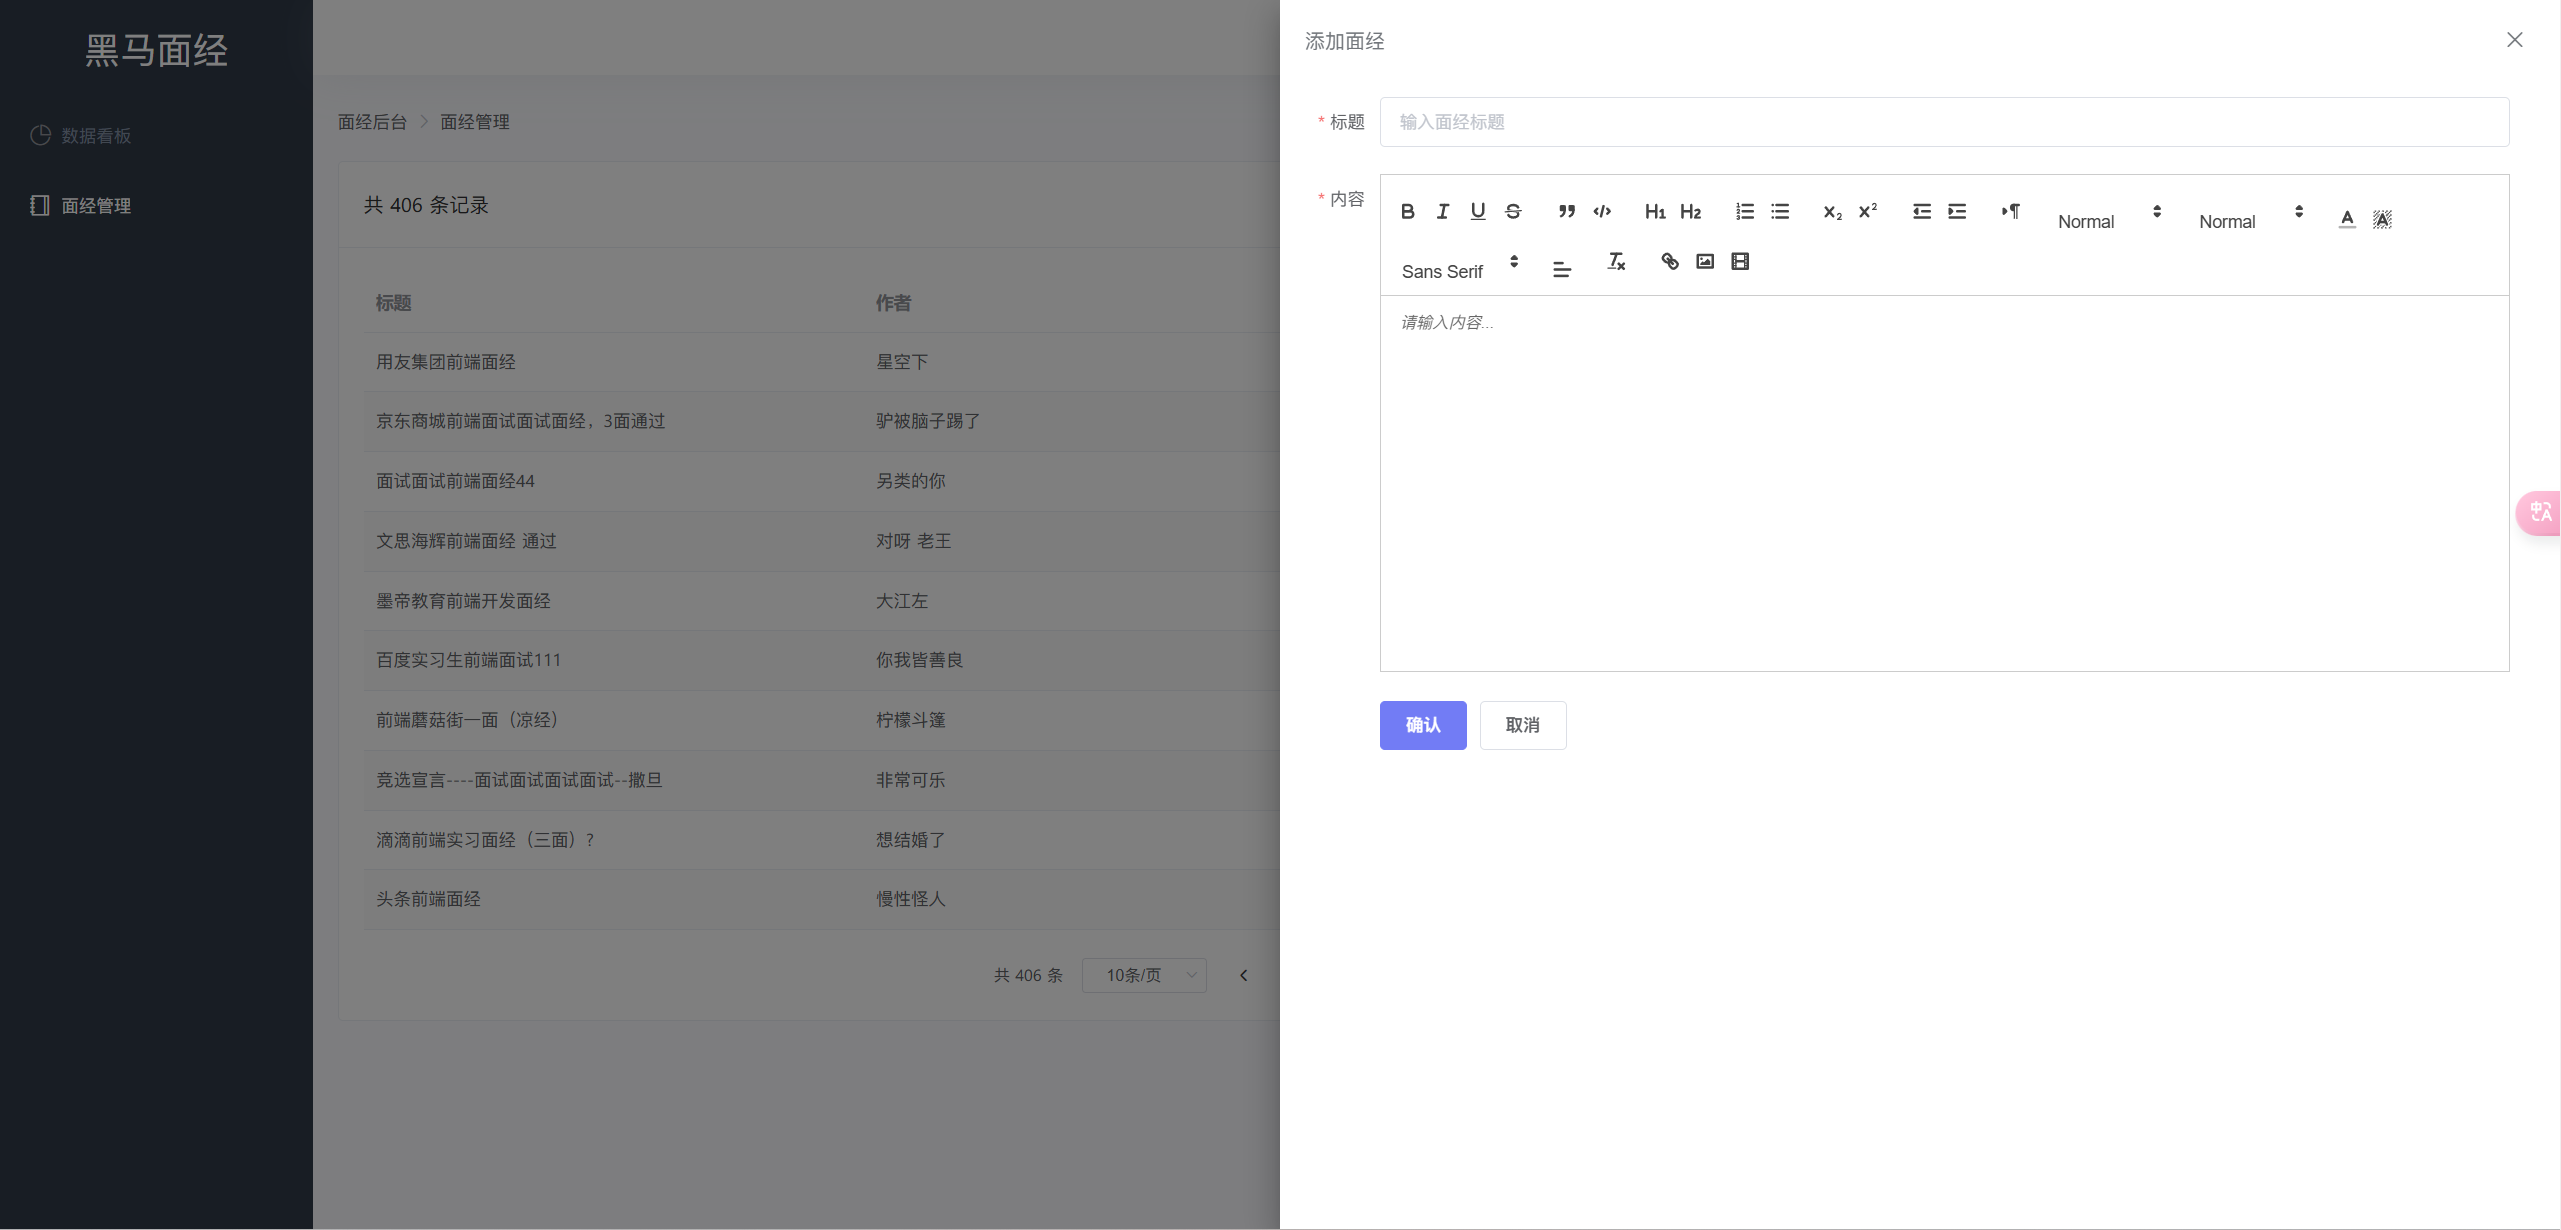 黑马面经
数据看板
面经管理
面经后台 > 面经管理
共 406 条记录
标题 作者
用友集团前端面经 星空下
京东商城前端面试面试面经，3面通过 驴被脑子踢了
面试面试前端面经44 另类的你
文思海辉前端面经 通过 对呀 老王
墨帝教育前端开发面经 大江左
百度实习生前端面试111 你我皆善良
前端蘑菇街一面（凉经） 柠檬斗篷
竞选宣言----面试面试面试面试--撒旦 非常可乐
滴滴前端实习面经（三面）? 想结婚了
头条前端面经 慢性怪人
共 406 条 10条/页
添加面经
* 标题 输入面经标题
* 内容
H1 H2 X2 X2 Normal Normal
Sans Serif
请输入内容...
确认 取消